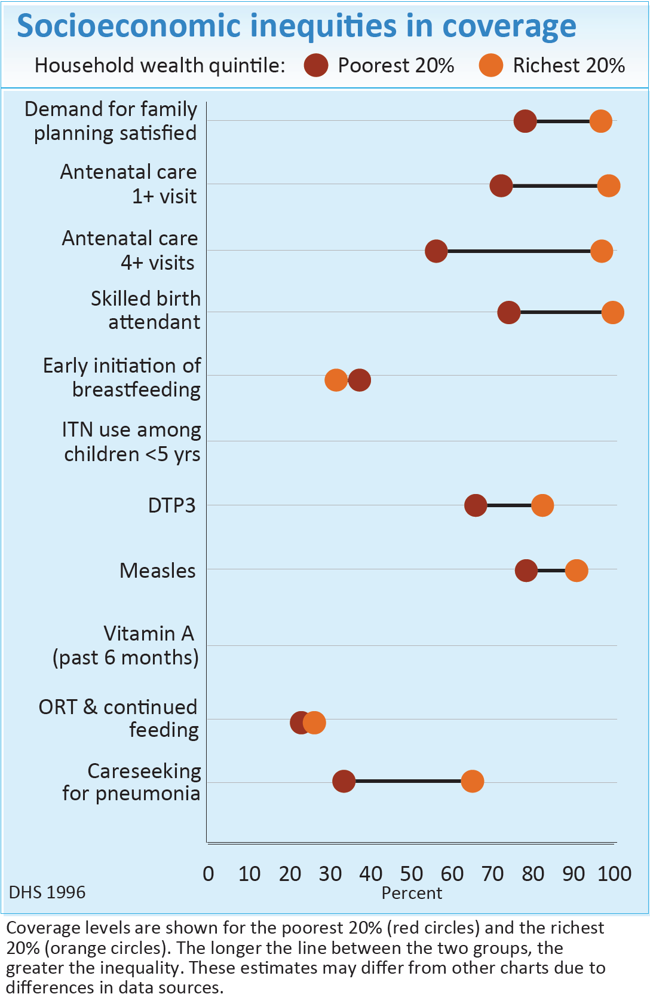 Socioeconomic inequities in coverage
Household wealth quintile: Poorest 20% Richest 20%
Demand for family
planning satisfied
Antenatal care
1+ visit
Antenatal care
4+ visits
Skilled birth
attendant
Early initiation of
breastfeeding
ITN use among
children <5 yrs
DTP3
Measles
Vitamin A
(past 6 months)
ORT & continued
feeding
Careseeking
for pneumonia
0 10 20 30 40 50 60 70 80 90 100
Percent
DHS 1996
Coverage levels are shown for the poorest 20% (red circles) and the richest
20% (orange circles). The longer the line between the two groups, the
greater the inequality. These estimates may differ from other charts due to
differences in data sources.